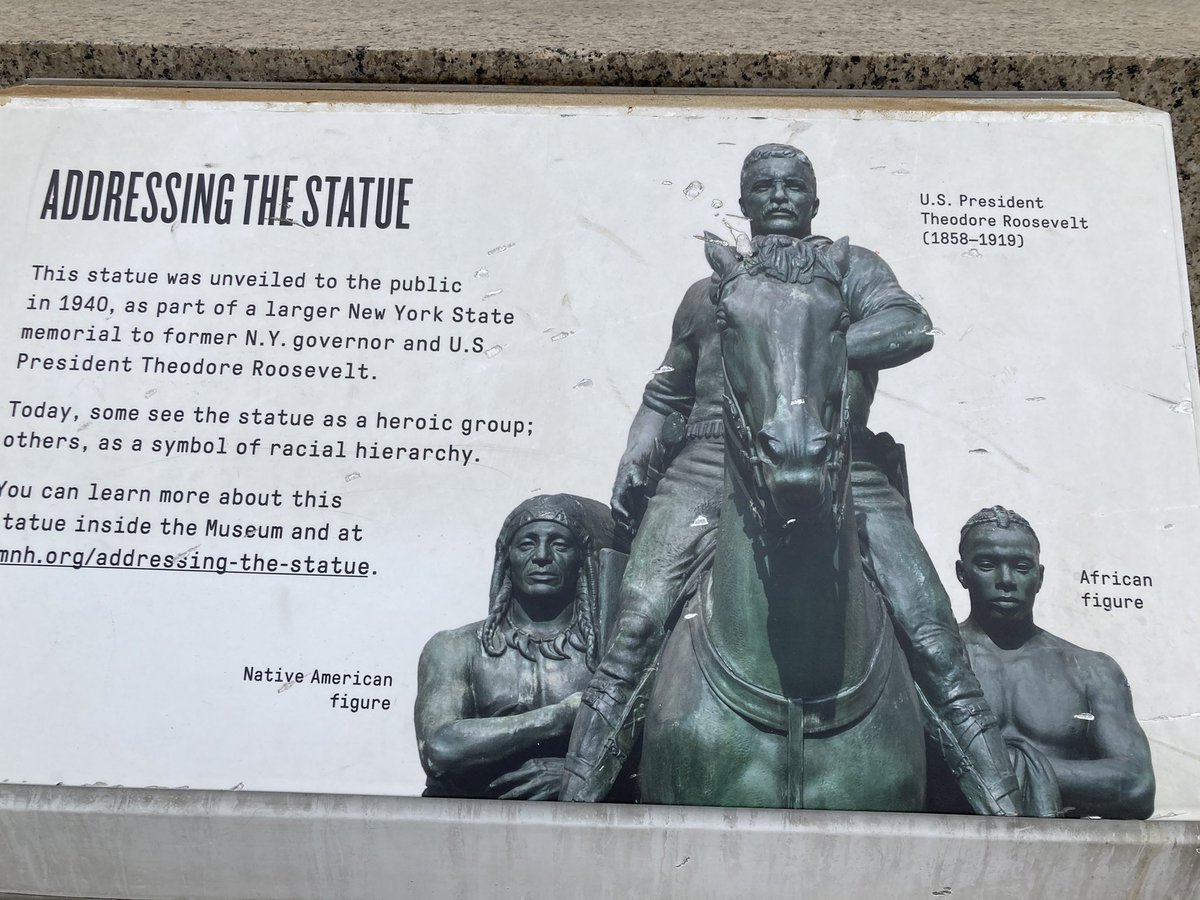 ADDRESSING THE STATUE
This statue was unveiled to the public
in 1940, as part of a larger New York State
memorial to former N.Y. governor and U.S.
President Theodore Roosevelt.
Today, some see the statue as a heroic group;
others, as a symbol of racial hierarchy.
You can learn more about this
tatue inside the Museum and at
mnh.org/addressing-the-statue.
U.S. President
Theodore Roosevelt
(1858–1919)
Native American
figure
African
figure